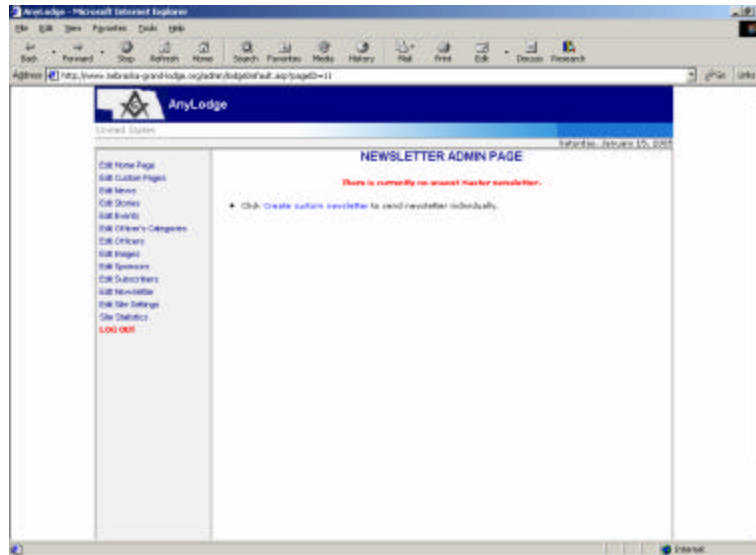 AnyLodge - Microsoft Internet Explorer
File Edit View Favorites Tools Help
Back Forward Stop Refresh Home Search Favorites Media History Mail Print Edit Discuss Research
Address Go Links
AnyLodge
United States
Saturday, January 15, 2005
NEWSLETTER ADMIN PAGE
There is currently no unsent Master newsletter.
Click Create custom newsletter to send newsletter individually.
Edit Home Page
Edit Custom Pages
Edit News
Edit Stories
Edit Events
Edit Officer's Categories
Edit Officers
Edit Images
Edit Sponsors
Edit Subscribers
Edit Newsletter
Edit Site Settings
Site Statistics
LOG OUT
Internet